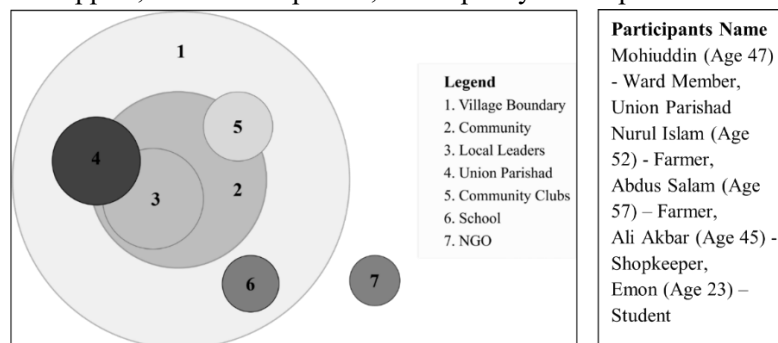 1
5
4
3
2
6
7
Legend
1. Village Boundary
2. Community
3. Local Leaders
4. Union Parishad
5. Community Clubs
6. School
7. NGO
Participants Name
Mohiuddin (Age 47)
- Ward Member,
Union Parishad
Nurul Islam (Age
52) - Farmer,
Abdus Salam (Age
57) – Farmer,
Ali Akbar (Age 45) -
Shopkeeper,
Emon (Age 23) –
Student